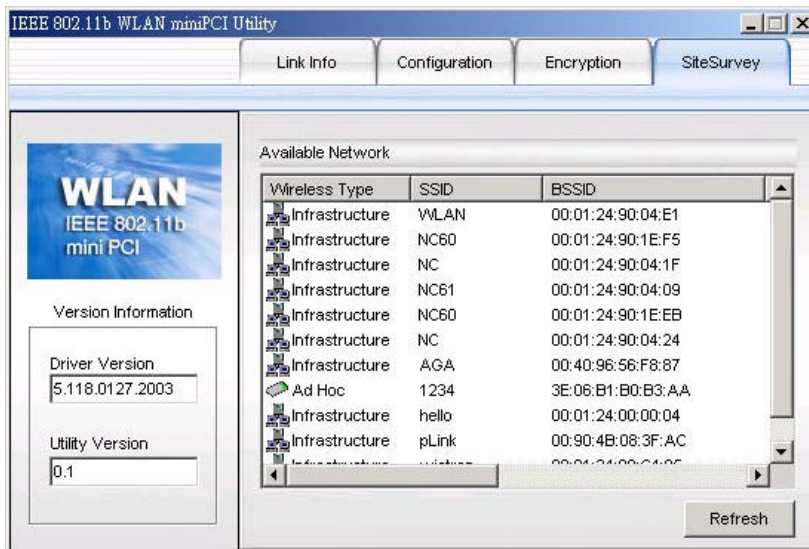 IEEE 802.11b WLAN miniPCI Utility
Link Info Configuration Encryption SiteSurvey
WLAN
IEEE 802.11b
mini PCI
Version Information
Driver Version
5.118.0127.2003
Utility Version
0.1
Available Network
Wireless Type SSID BSSID
Infrastructure WLAN 00:01:24:90:04:E1
Infrastructure NC60 00:01:24:90:1E:F5
Infrastructure NC 00:01:24:90:04:1F
Infrastructure NC61 00:01:24:90:04:09
Infrastructure NC60 00:01:24:90:1E:EB
Infrastructure NC 00:01:24:90:04:24
Infrastructure AGA 00:40:96:56:F8:87
Ad Hoc 1234 3E:06:B1:B0:B3:AA
Infrastructure hello 00:01:24:00:00:04
Infrastructure pLink 00:90:4B:08:3F:AC
Infrastructure
Refresh